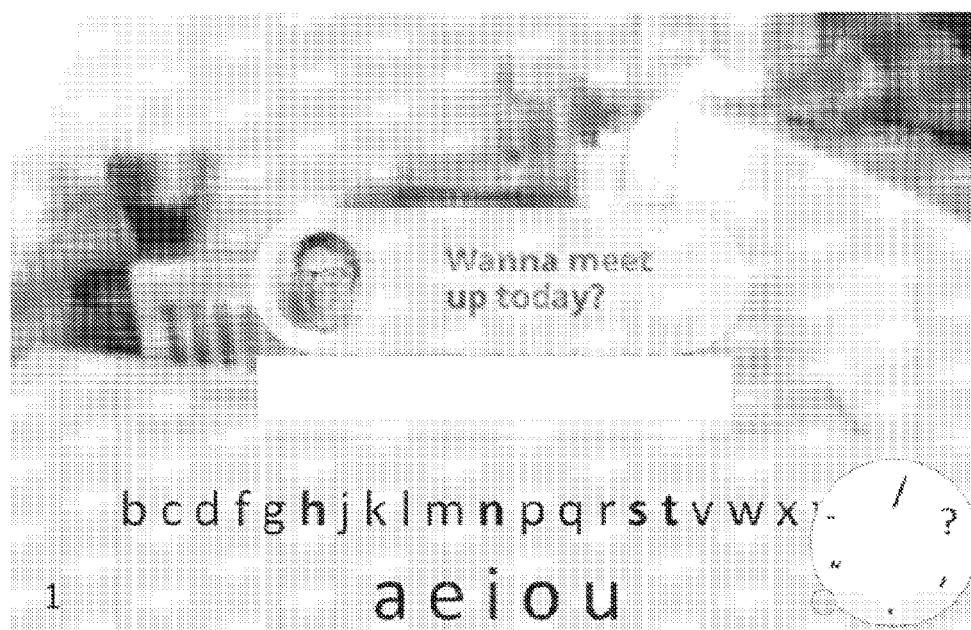 Wanna meet
up today?
b c d f g h j k l m n p q r s t v w x
/
- ?
" ,
.
1 a e i o u